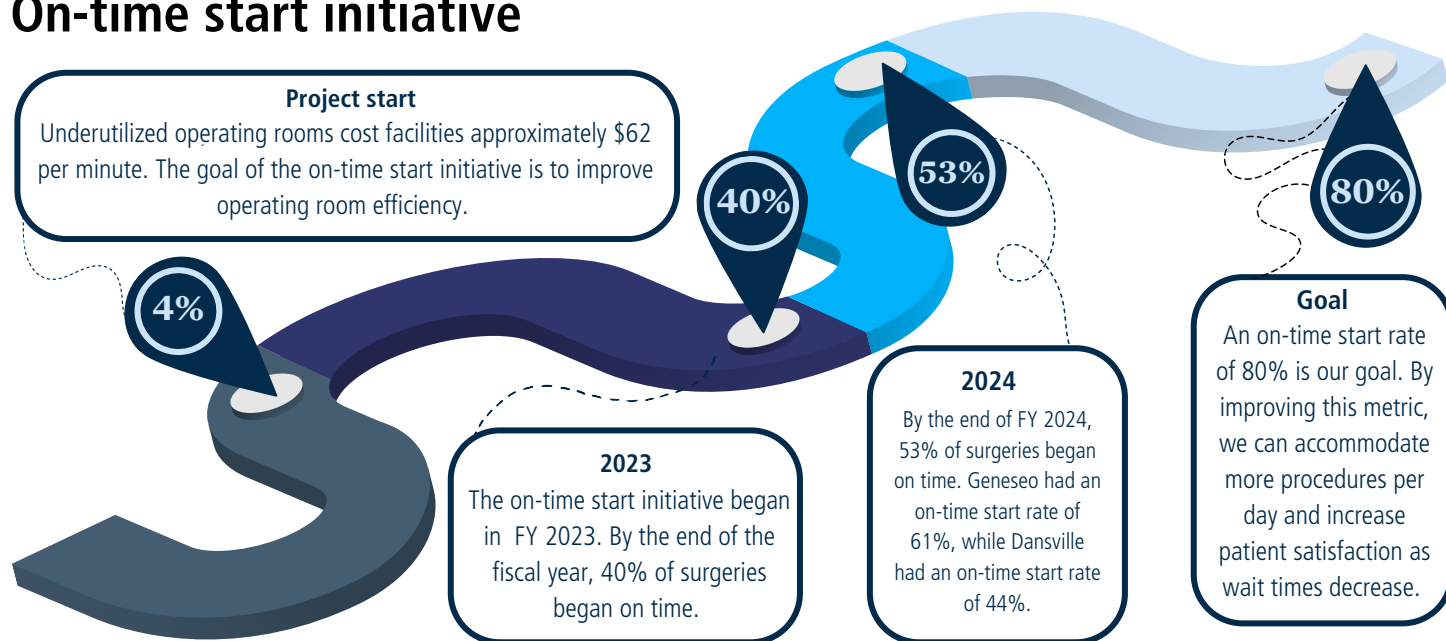 On-time start initiative
Project start
Underutilized operating rooms cost facilities approximately $62
per minute. The goal of the on-time start initiative is to improve
operating room efficiency.
4%
40%
53%
80%
2023
The on-time start initiative began
in FY 2023. By the end of the
fiscal year, 40% of surgeries
began on time.
2024
By the end of FY 2024,
53% of surgeries began
on time. Geneseo had an
on-time start rate of
61%, while Dansville
had an on-time start rate
of 44%.
Goal
An on-time start rate
of 80% is our goal. By
improving this metric,
we can accommodate
more procedures per
day and increase
patient satisfaction as
wait times decrease.